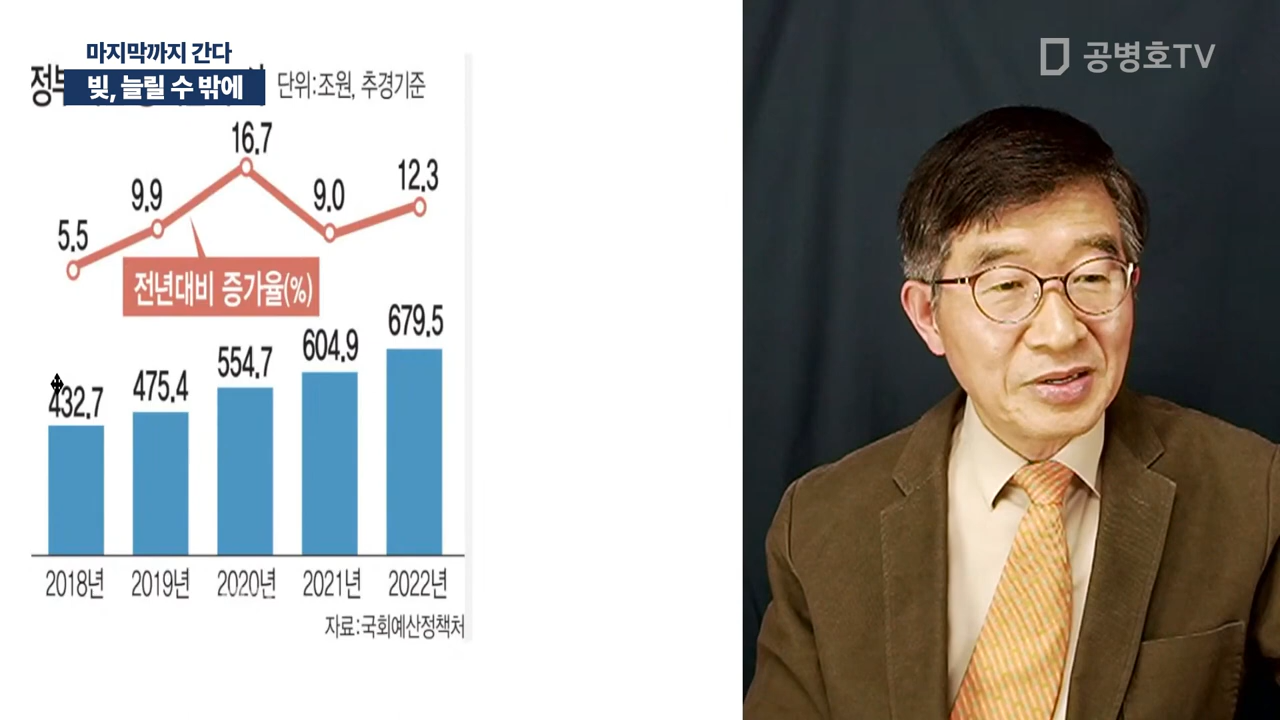 마지막까지 간다
빚, 늘릴 수 밖에
단위:조원, 추경기준
공병호TV
16.7
9.9
9.0
12.3
5.5
전년대비 증가율(%)
679.5
604.9
554.7
475.4
432.7
2018년 2019년 2020년 2021년 2022년
자료:국회예산정책처